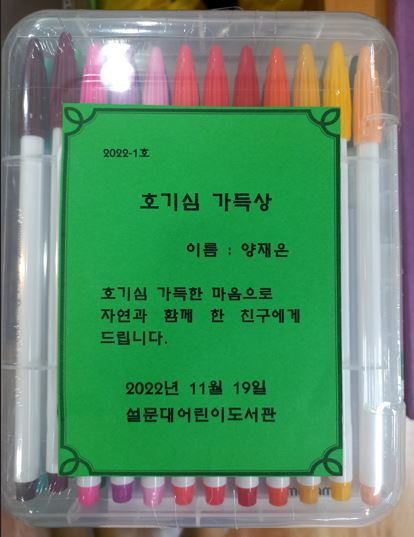 2022-1호
호기심 가득상
이름 : 양재은
호기심 가득한 마음으로
자연과 함께 한 친구에게
드립니다.
2022년 11월 19일
설문대어린이도서관